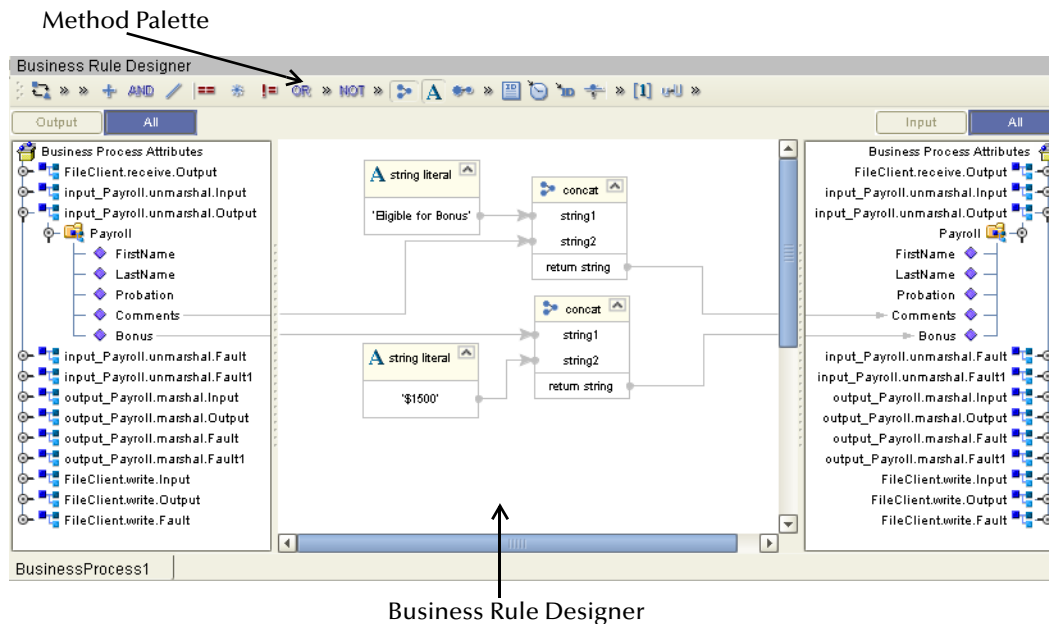 Method Palette
Business Rule Designer
» » AND == != OR » NOT » A » » [1] »
Output All Input All
Business Process Attributes
FileClient.receive.Output
input_Payroll.unmarshal.Input
input_Payroll.unmarshal.Output
Payroll
FirstName
LastName
Probation
Comments
Bonus
input_Payroll.unmarshal.Fault
input_Payroll.unmarshal.Fault1
output_Payroll.marshal.Input
output_Payroll.marshal.Output
output_Payroll.marshal.Fault
output_Payroll.marshal.Fault1
FileClient.write.Input
FileClient.write.Output
FileClient.write.Fault
A string literal
'Eligible for Bonus'
concat
string1
string2
return string
concat
string1
string2
return string
A string literal
'$1500'
Business Process Attributes
FileClient.receive.Output
input_Payroll.unmarshal.Input
input_Payroll.unmarshal.Output
Payroll
FirstName
LastName
Probation
Comments
Bonus
input_Payroll.unmarshal.Fault
input_Payroll.unmarshal.Fault1
output_Payroll.marshal.Input
output_Payroll.marshal.Output
output_Payroll.marshal.Fault
output_Payroll.marshal.Fault1
FileClient.write.Input
FileClient.write.Output
FileClient.write.Fault
BusinessProcess1
Business Rule Designer